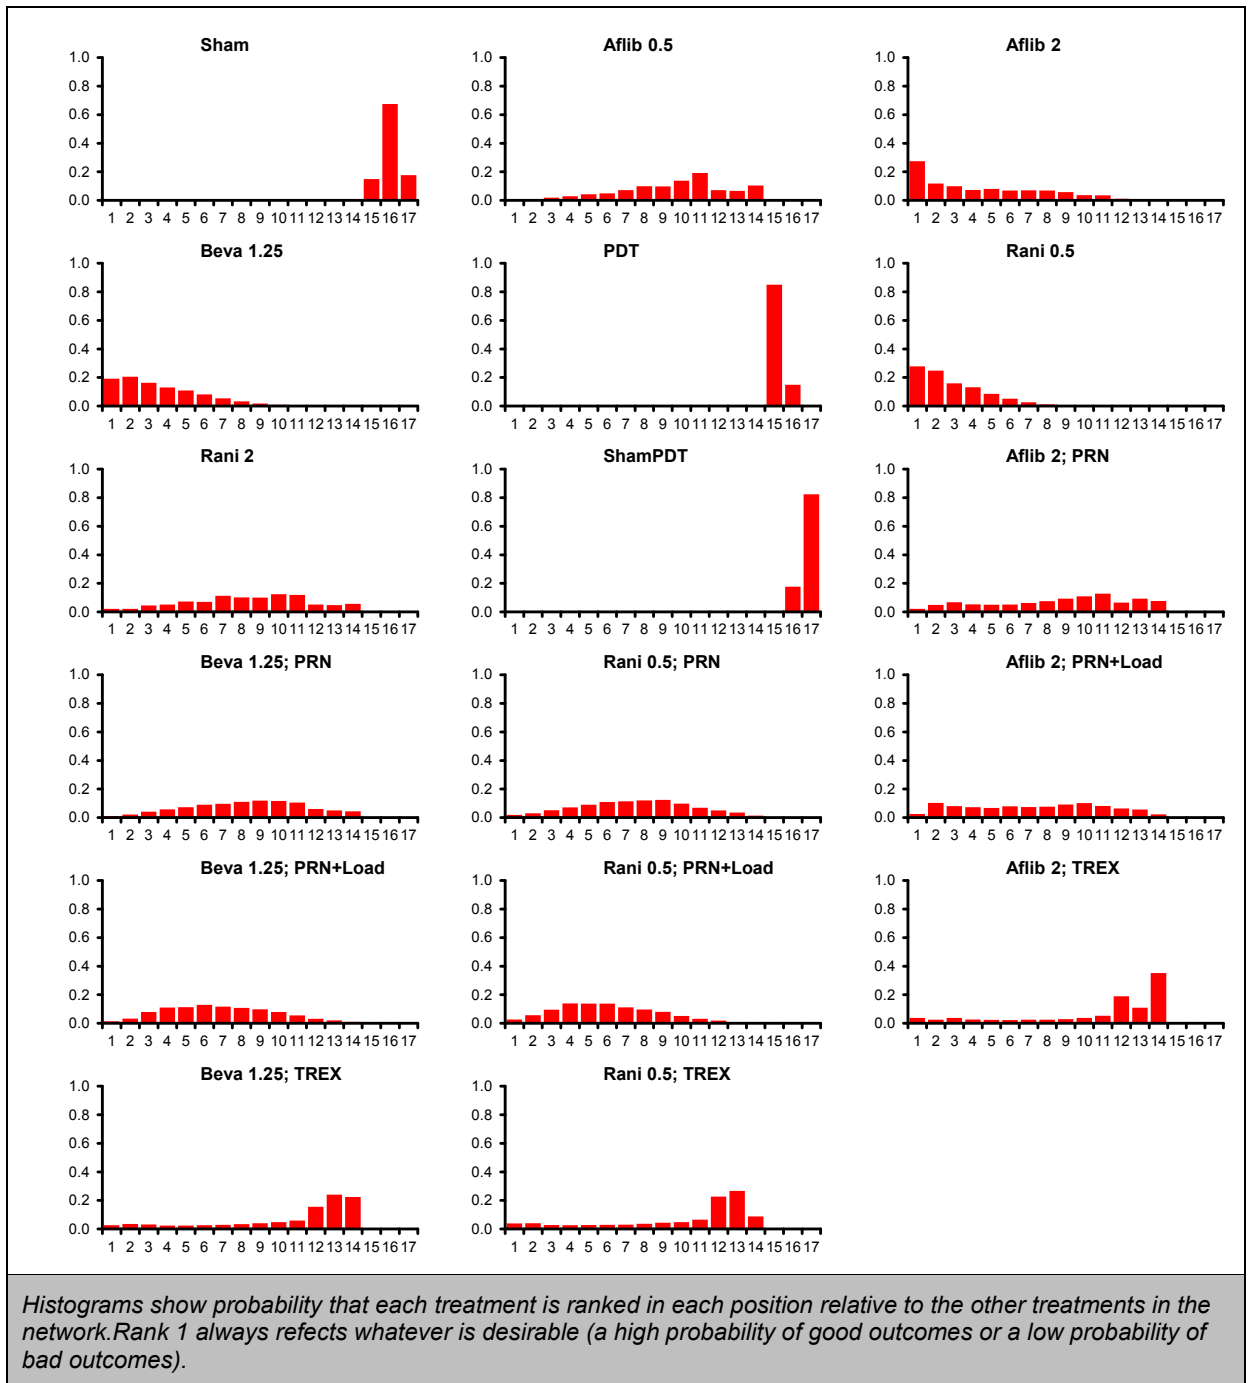 Sham Aflib 0.5 Aflib 2
1.0 1.0 1.0
0.8 0.8 0.8
0.6 0.6 0.6
0.4 0.4 0.4
0.2 0.2 0.2
0.0 0.0 0.0
1 2 3 4 5 6 7 8 9 10 11 12 13 14 15 16 17 1 2 3 4 5 6 7 8 9 10 11 12 13 14 15 16 17 1 2 3 4 5 6 7 8 9 10 11 12 13 14 15 16 17
Beva 1.25 PDT Rani 0.5
1.0 1.0 1.0
0.8 0.8 0.8
0.6 0.6 0.6
0.4 0.4 0.4
0.2 0.2 0.2
0.0 0.0 0.0
1 2 3 4 5 6 7 8 9 10 11 12 13 14 15 16 17 1 2 3 4 5 6 7 8 9 10 11 12 13 14 15 16 17 1 2 3 4 5 6 7 8 9 10 11 12 13 14 15 16 17
Rani 2 ShamPDT Aflib 2; PRN
1.0 1.0 1.0
0.8 0.8 0.8
0.6 0.6 0.6
0.4 0.4 0.4
0.2 0.2 0.2
0.0 0.0 0.0
1 2 3 4 5 6 7 8 9 10 11 12 13 14 15 16 17 1 2 3 4 5 6 7 8 9 10 11 12 13 14 15 16 17 1 2 3 4 5 6 7 8 9 10 11 12 13 14 15 16 17
Beva 1.25; PRN Rani 0.5; PRN Aflib 2; PRN+Load
1.0 1.0 1.0
0.8 0.8 0.8
0.6 0.6 0.6
0.4 0.4 0.4
0.2 0.2 0.2
0.0 0.0 0.0
1 2 3 4 5 6 7 8 9 10 11 12 13 14 15 16 17 1 2 3 4 5 6 7 8 9 10 11 12 13 14 15 16 17 1 2 3 4 5 6 7 8 9 10 11 12 13 14 15 16 17
Beva 1.25; PRN+Load Rani 0.5; PRN+Load Aflib 2; TREX
1.0 1.0 1.0
0.8 0.8 0.8
0.6 0.6 0.6
0.4 0.4 0.4
0.2 0.2 0.2
0.0 0.0 0.0
1 2 3 4 5 6 7 8 9 10 11 12 13 14 15 16 17 1 2 3 4 5 6 7 8 9 10 11 12 13 14 15 16 17 1 2 3 4 5 6 7 8 9 10 11 12 13 14 15 16 17
Beva 1.25; TREX Rani 0.5; TREX
1.0 1.0
0.8 0.8
0.6 0.6
0.4 0.4
0.2 0.2
0.0 0.0
1 2 3 4 5 6 7 8 9 10 11 12 13 14 15 16 17 1 2 3 4 5 6 7 8 9 10 11 12 13 14 15 16 17
Histograms show probability that each treatment is ranked in each position relative to the other treatments in the
network.Rank 1 always refects whatever is desirable (a high probability of good outcomes or a low probability of
bad outcomes).